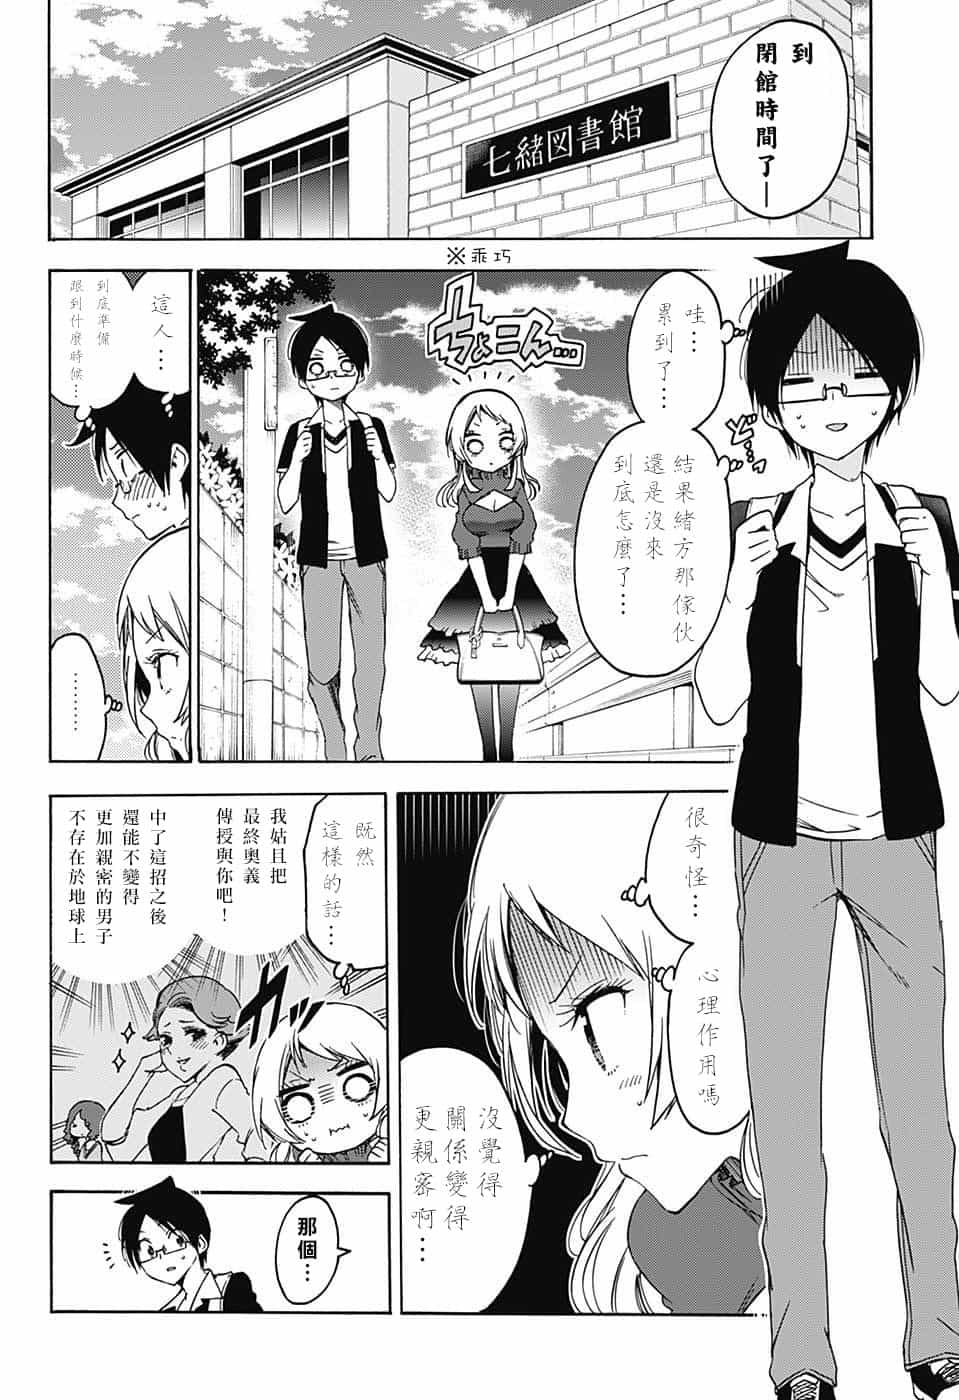 到
閉館時間了—
七緒図書館
※乖巧
哇…
累到了…
結果緒方那傢伙
還是沒來
到底怎麼了…
ど…
ちょこん…
這人…
到底準備
跟到什麼時候…
………
很奇怪…
心理作用嗎
沒覺得
關係變得
更親密啊…
既然
這樣的話…
我姑且把
最終奧義
傳授與你吧！
中了這招之後
還能不變得
更加親密的男子
不存在於地球上
ガガガ
那個…